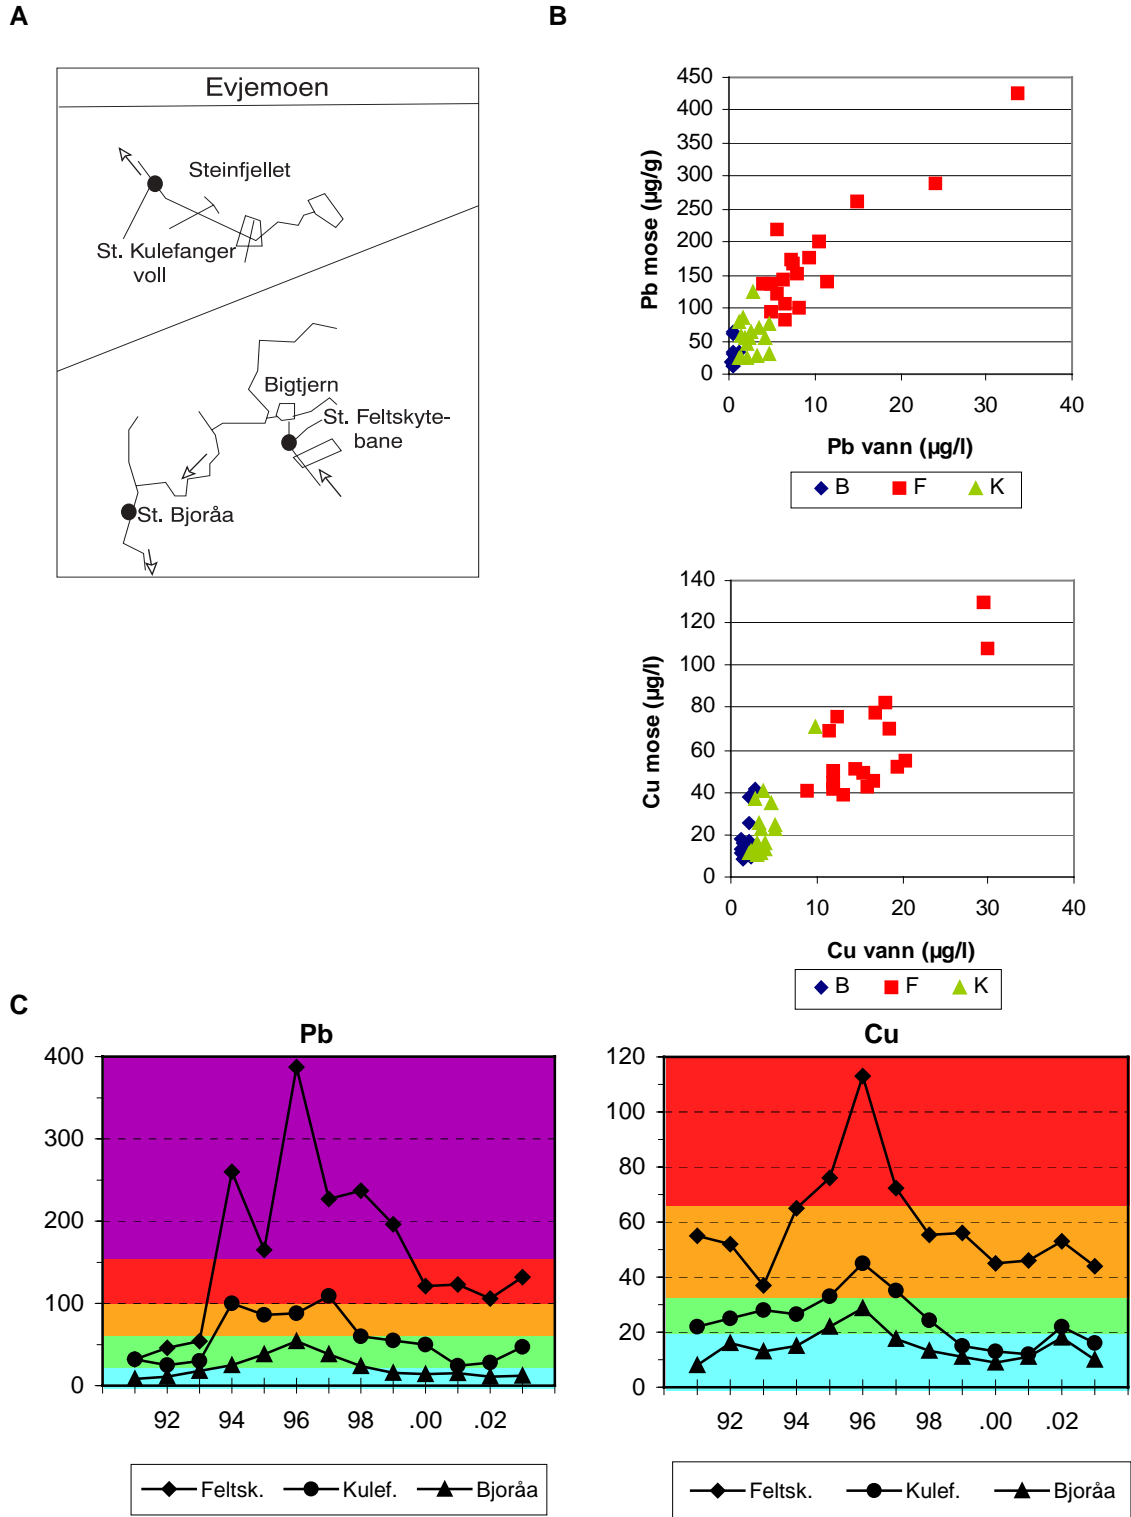 A
B
Evjemoen
Steinfjellet
St. Kulefanger
voll
Bigtjern
St. Feltskyte-
bane
St. Bjoråa
450
400
350
300
250
200
150
100
50
0
Pb mose (µg/g)
0 10 20 30 40
Pb vann (µg/l)
B F K
140
120
100
80
60
40
20
0
Cu mose (µg/l)
0 10 20 30 40
Cu vann (µg/l)
B F K
C
Pb
400
300
200
100
0
92 94 96 98 .00 .02
Feltsk. Kulef. Bjoråa
Cu
120
100
80
60
40
20
0
92 94 96 98 .00 .02
Feltsk. Kulef. Bjoråa